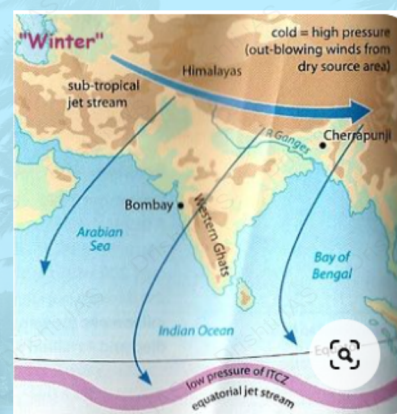 "Winter"
cold = high pressure
(out-blowing winds from
dry source area)
Himalayas
sub-tropical
jet stream
R Ganges
Cherrapunji
Bombay
Western Ghats
Arabian
Sea
Bay of
Bengal
Indian Ocean
low pressure of ITCZ
equatorial jet stream